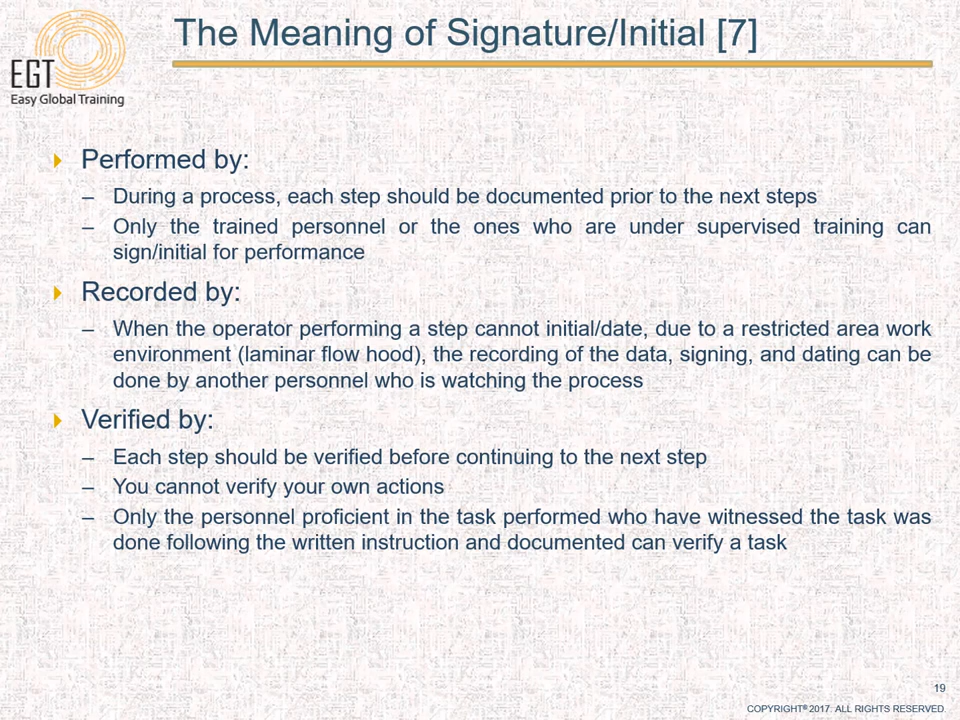 The Meaning of Signature/Initial [7]
EGT
Easy Global Training
Performed by:
– During a process, each step should be documented prior to the next steps
– Only the trained personnel or the ones who are under supervised training can
sign/initial for performance
Recorded by:
– When the operator performing a step cannot initial/date, due to a restricted area work
environment (laminar flow hood), the recording of the data, signing, and dating can be
done by another personnel who is watching the process
Verified by:
– Each step should be verified before continuing to the next step
– You cannot verify your own actions
– Only the personnel proficient in the task performed who have witnessed the task was
done following the written instruction and documented can verify a task
19
COPYRIGHT® 2017. ALL RIGHTS RESERVED.